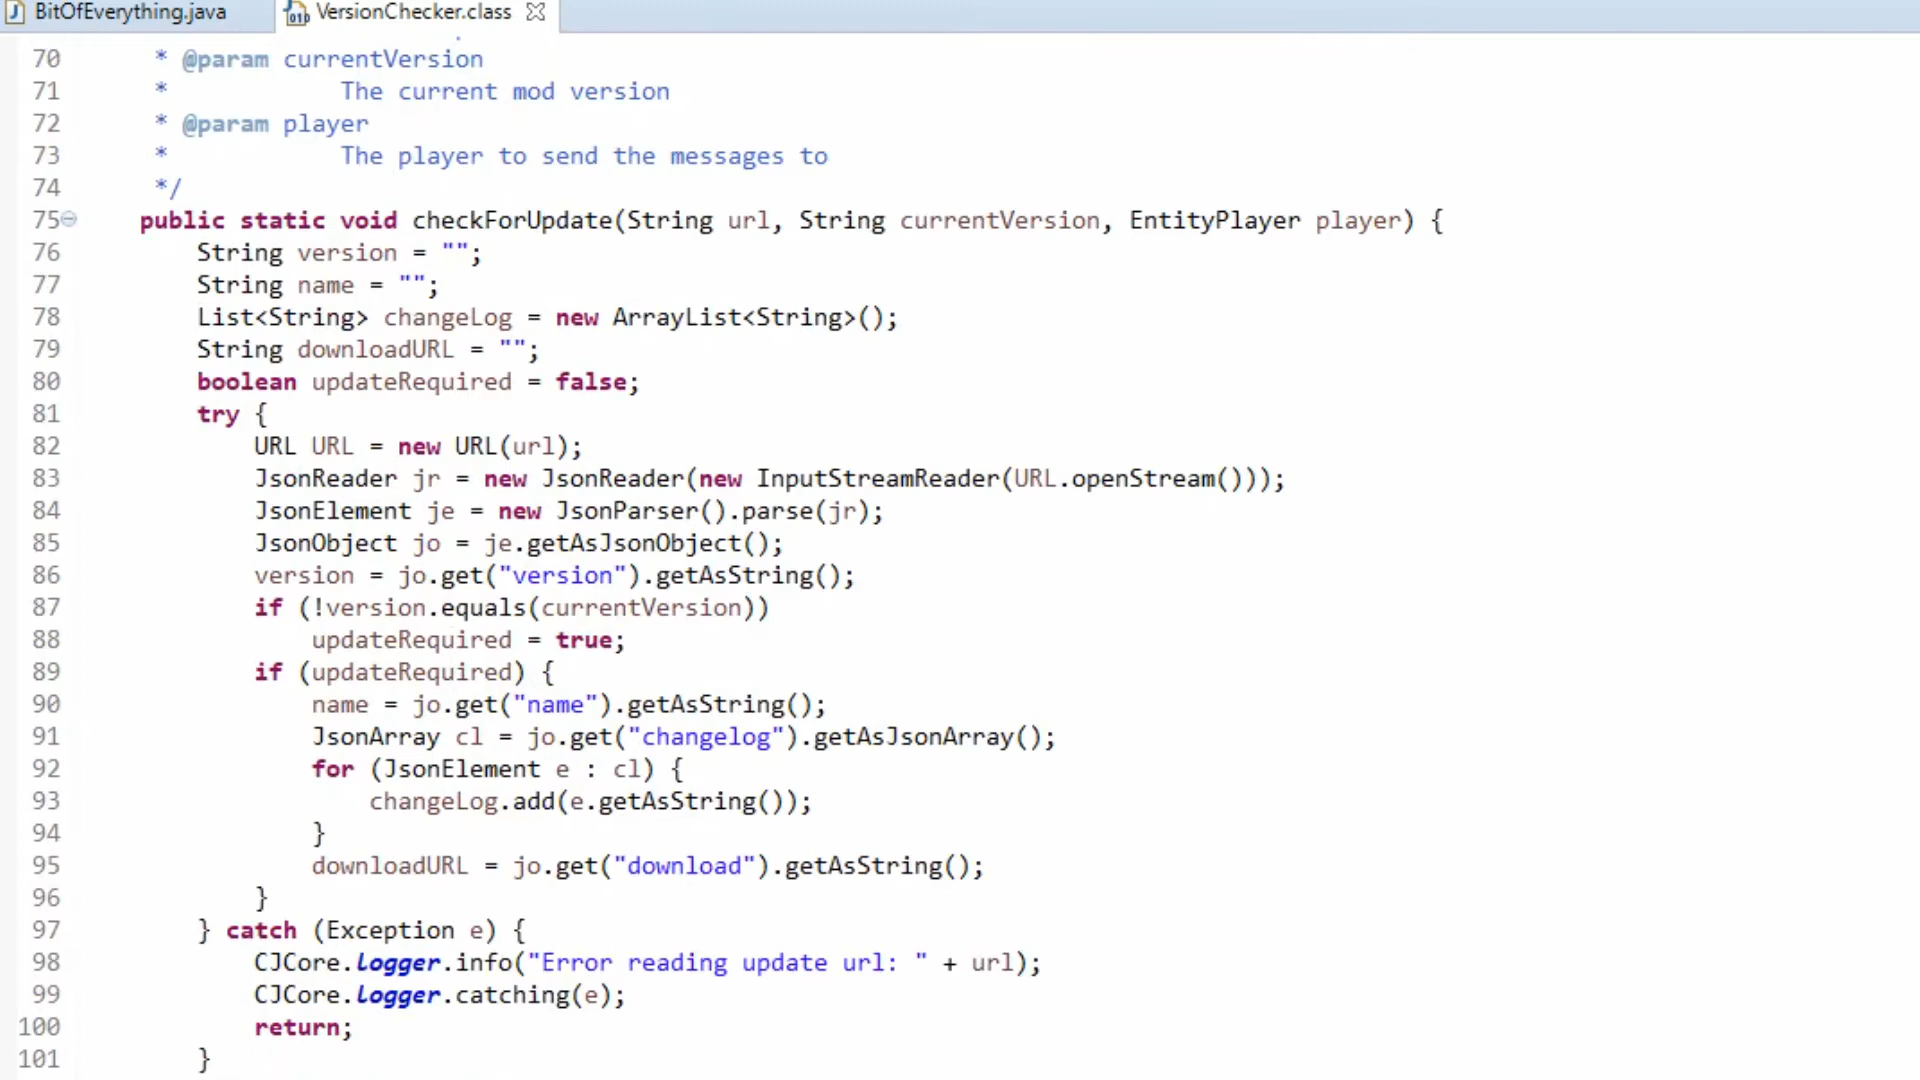 BitOfEverything.java VersionChecker.class
70 * @param currentVersion
71 * The current mod version
72 * @param player
73 * The player to send the messages to
74 */
75 public static void checkForUpdate(String url, String currentVersion, EntityPlayer player) {
76 String version = "";
77 String name = "";
78 List<String> changeLog = new ArrayList<String>();
79 String downloadURL = "";
80 boolean updateRequired = false;
81 try {
82 URL URL = new URL(url);
83 JsonReader jr = new JsonReader(new InputStreamReader(URL.openStream()));
84 JsonElement je = new JsonParser().parse(jr);
85 JsonObject jo = je.getAsJsonObject();
86 version = jo.get("version").getAsString();
87 if (!version.equals(currentVersion))
88 updateRequired = true;
89 if (updateRequired) {
90 name = jo.get("name").getAsString();
91 JsonArray cl = jo.get("changelog").getAsJsonArray();
92 for (JsonElement e : cl) {
93 changeLog.add(e.getAsString());
94 }
95 downloadURL = jo.get("download").getAsString();
96 }
97 } catch (Exception e) {
98 CJCore.logger.info("Error reading update url: " + url);
99 CJCore.logger.catching(e);
100 return;
101 }